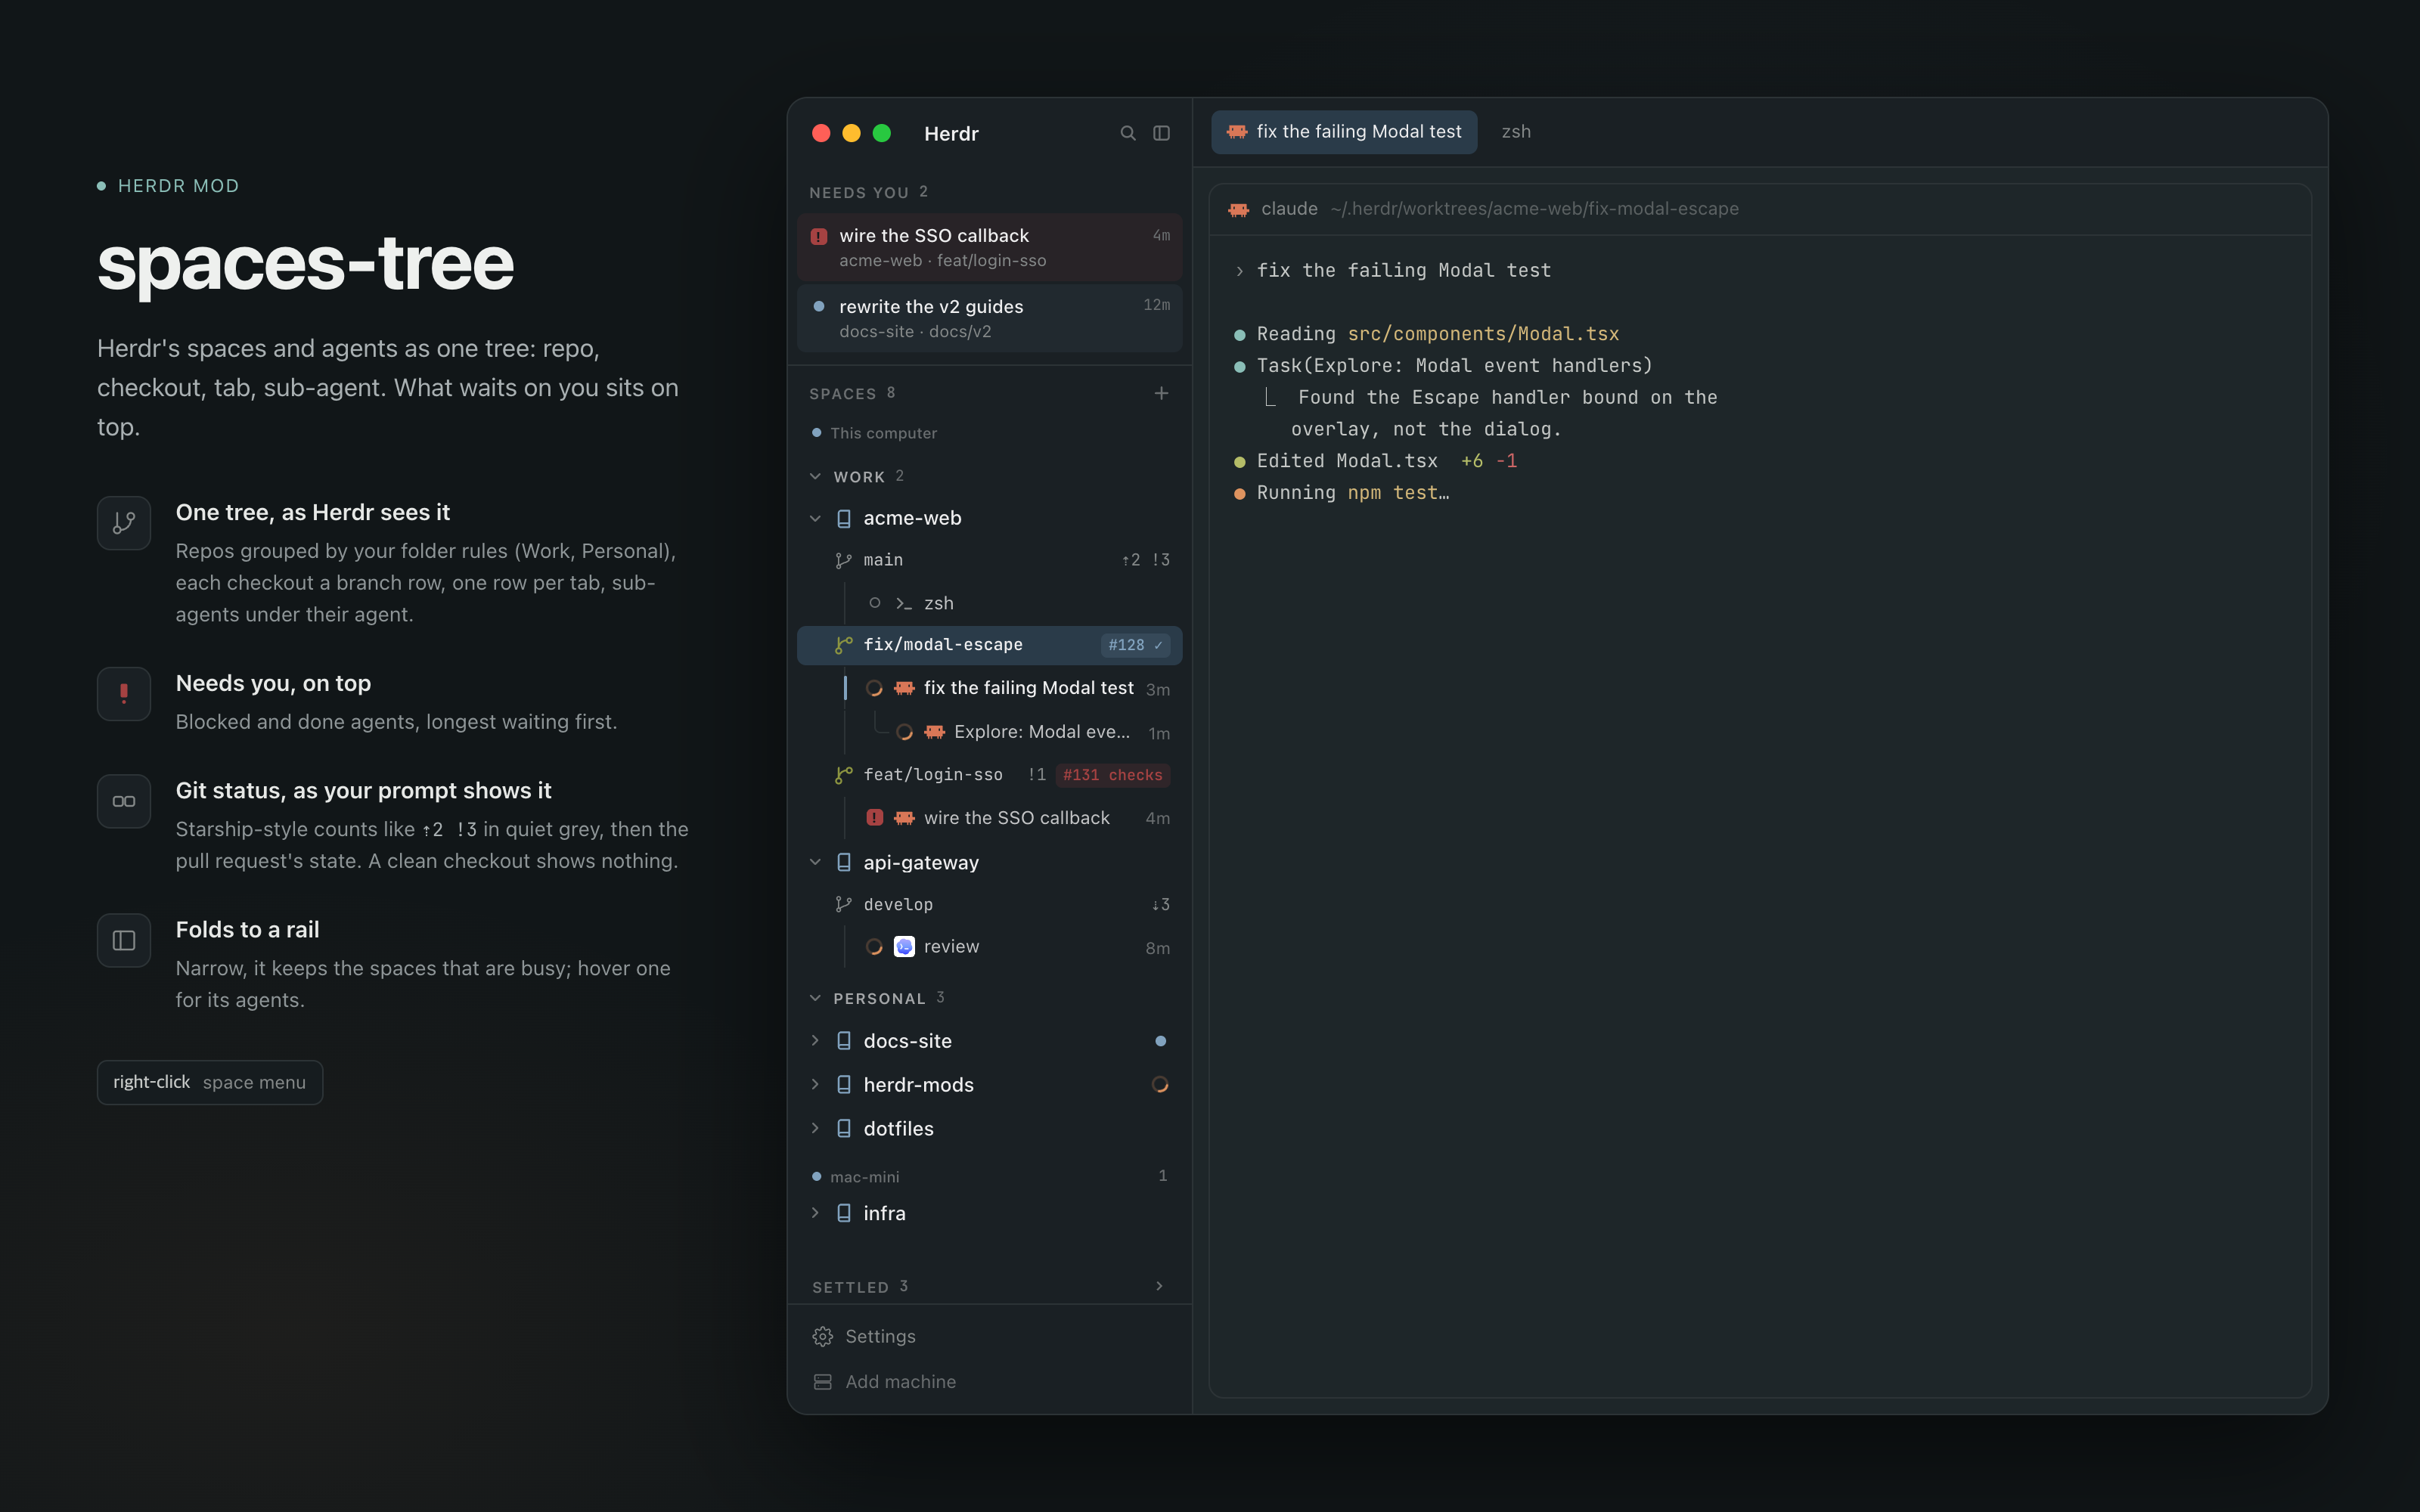 HERDR MOD
spaces-tree
Herdr's spaces and agents as one tree: repo,
checkout, tab, sub-agent. What waits on you sits on
top.
One tree, as Herdr sees it
Repos grouped by your folder rules (Work, Personal),
each checkout a branch row, one row per tab, sub-
agents under their agent.
Needs you, on top
Blocked and done agents, longest waiting first.
Git status, as your prompt shows it
Starship-style counts like ⇡2 !3 in quiet grey, then the
pull request's state. A clean checkout shows nothing.
Folds to a rail
Narrow, it keeps the spaces that are busy; hover one
for its agents.
right-click space menu
Herdr
NEEDS YOU 2
wire the SSO callback 4m
acme-web · feat/login-sso
rewrite the v2 guides 12m
docs-site · docs/v2
SPACES 8 +
This computer
WORK 2
acme-web
main ⇡2 !3
zsh
fix/modal-escape #128 ✓
fix the failing Modal test 3m
Explore: Modal eve... 1m
feat/login-sso !1 #131 checks
wire the SSO callback 4m
api-gateway
develop ⇣3
review 8m
PERSONAL 3
docs-site
herdr-mods
dotfiles
mac-mini 1
infra
SETTLED 3
Settings
Add machine
fix the failing Modal test zsh
claude ~/.herdr/worktrees/acme-web/fix-modal-escape
› fix the failing Modal test
Reading src/components/Modal.tsx
Task(Explore: Modal event handlers)
⎿ Found the Escape handler bound on the
overlay, not the dialog.
Edited Modal.tsx +6 -1
Running npm test…